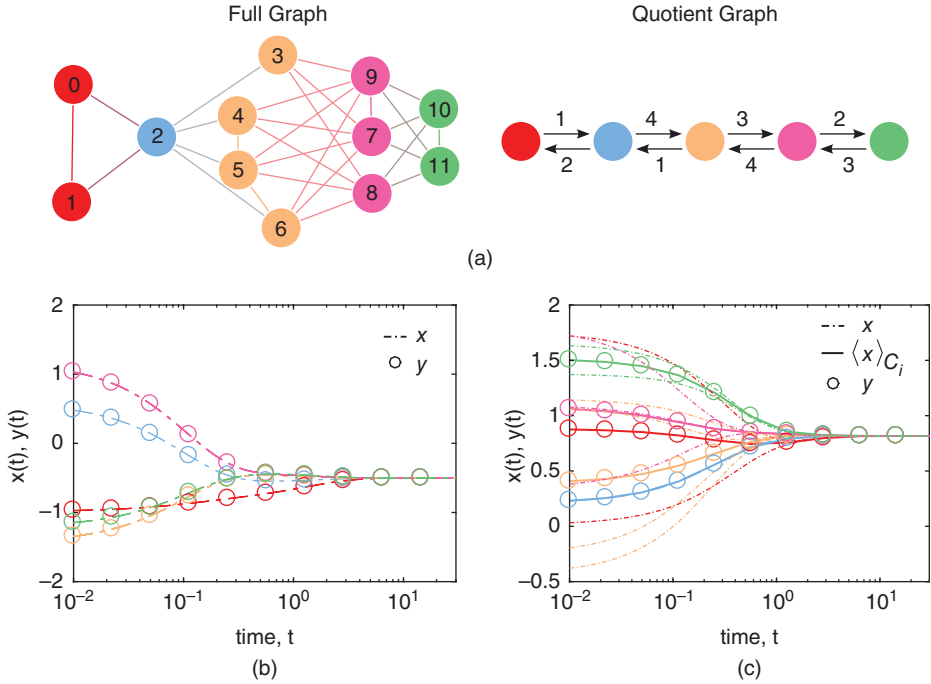 Full Graph
Quotient Graph
0
1
2
3
4
5
6
9
7
8
10
11
1 4 3 2
2 1 4 3
(a)
2
1
0
−1
−2
x(t), y(t)
x
y
10−2 10−1 100 101
time, t
(b)
2
1.5
1
0.5
0
−0.5
x(t), y(t)
x
⟨x⟩Ci
y
10−2 10−1 100 101
time, t
(c)